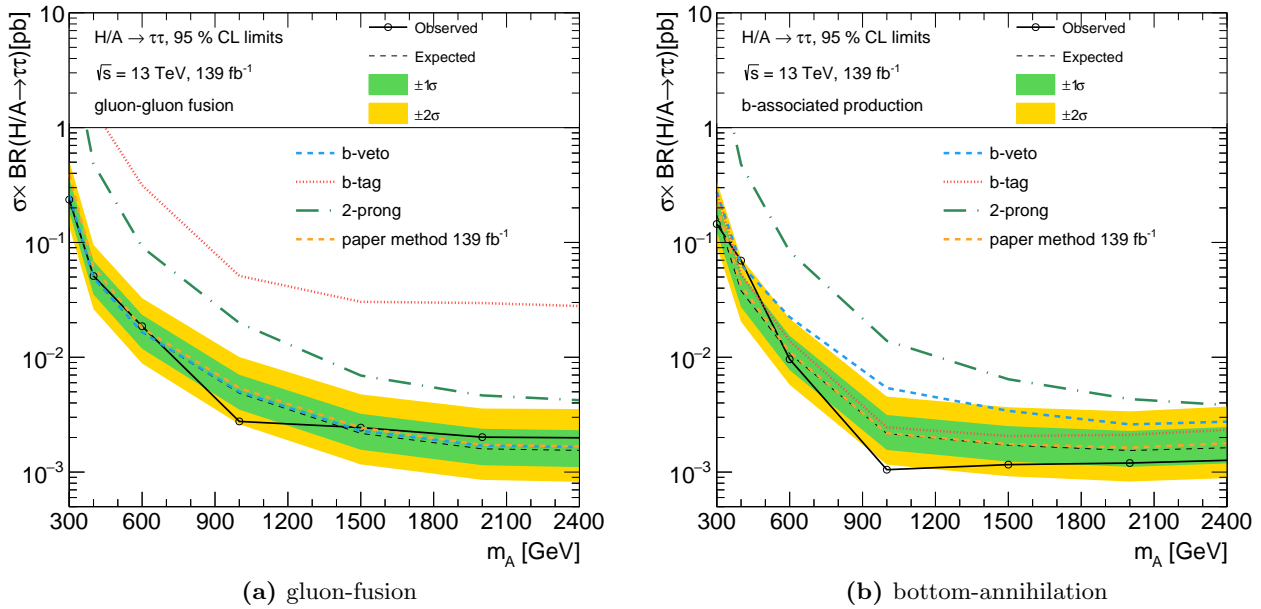 σ× BR(H/A→ττ)[pb]
10
1
10⁻¹
10⁻²
10⁻³
H/A → ττ, 95 % CL limits
√s = 13 TeV, 139 fb⁻¹
gluon-gluon fusion
Observed
Expected
±1σ
±2σ
b-veto
b-tag
2-prong
paper method 139 fb⁻¹
300 600 900 1200 1500 1800 2100 2400
m_A [GeV]
(a) gluon-fusion
σ× BR(H/A→ττ)[pb]
10
1
10⁻¹
10⁻²
10⁻³
H/A → ττ, 95 % CL limits
√s = 13 TeV, 139 fb⁻¹
b-associated production
Observed
Expected
±1σ
±2σ
b-veto
b-tag
2-prong
paper method 139 fb⁻¹
300 600 900 1200 1500 1800 2100 2400
m_A [GeV]
(b) bottom-annihilation